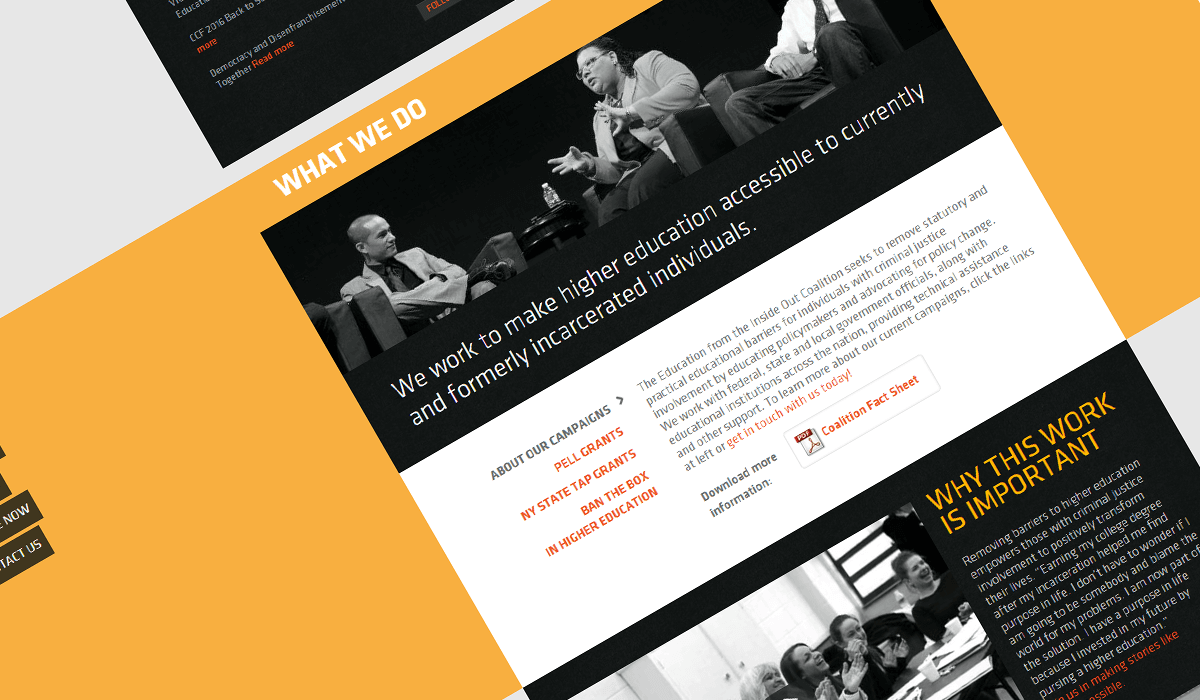 Educatio
CCF 2016 Back to S
more
Democracy and Disenfranchisement
Together Read more
FOLLO
WHAT WE DO
We work to make higher education accessible to currently
and formerly incarcerated individuals.
ABOUT OUR CAMPAIGNS
PELL GRANTS
NY STATE TAP GRANTS
BAN THE BOX
IN HIGHER EDUCATION
The Education from the Inside Out Coalition seeks to remove statutory and
practical educational barriers for individuals with criminal justice
involvement by educating policymakers and advocating for policy change.
We work with federal, state and local government officials, along with
educational institutions across the nation, providing technical assistance
and other support. To learn more about our current campaigns, click the links
at left or get in touch with us today!
Download more
information:
PDF
Coalition Fact Sheet
E NOW
TACT US
WHY THIS WORK
IS IMPORTANT
Removing barriers to higher education
empowers those with criminal justice
involvement to positively transform
their lives. "Earning my college degree
after my incarceration helped me find
purpose in life. I don't have to wonder if I
am going to be somebody and blame the
world for my problems. I am now part of
the solution. I have a purpose in life
because I invested in my future by
pursing a higher education."
us in making stories like
possible.